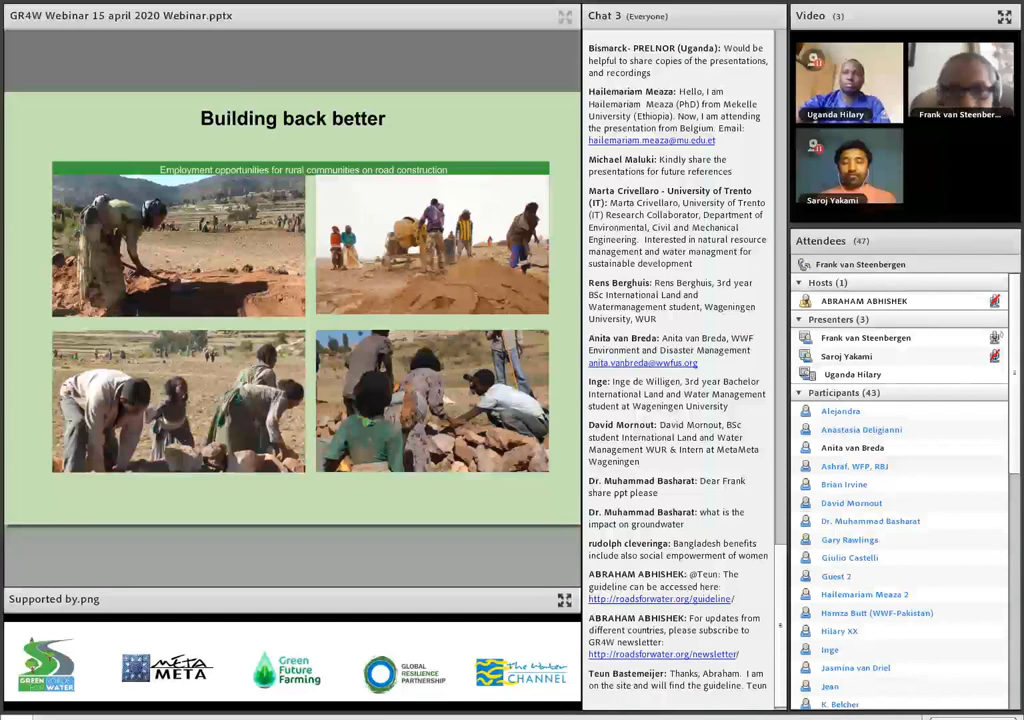 GR4W Webinar 15 april 2020 Webinar.pptx
Building back better
Employment opportunities for rural communities on road construction
Supported by.png
GREEN ROADS
FOR WATER
META
META
Green
Future
Farming
GLOBAL
RESILIENCE
PARTNERSHIP
The Water
CHANNEL
Chat 3 (Everyone)
Bismarck- PRELNOR (Uganda): Would be
helpful to share copies of the presentations,
and recordings
Hailemariam Meaza: Hello, I am
Hailemariam Meaza (PhD) from Mekelle
University (Ethiopia). Now, I am attending
the presentation from Belgium. Email:
hailemariam.meaza@mu.edu.et
Michael Maluki: Kindly share the
presentations for future references
Marta Crivellaro - University of Trento
(IT): Marta Crivellaro, University of Trento
(IT) Research Collaborator, Department of
Environmental, Civil and Mechanical
Engineering. Interested in natural resource
management and water managment for
sustainable development
Rens Berghuis: Rens Berghuis, 3rd year
BSc International Land and
Watermanagement student, Wageningen
University, WUR
Anita van Breda: Anita van Breda, WWF
Environment and Disaster Management
anita.vanbreda@wwfus.org
Inge: Inge de Willigen, 3rd year Bachelor
International Land and Water Management
student at Wageningen University
David Mornout: David Mornout, BSc
student International Land and Water
Management WUR & Intern at MetaMeta
Wageningen
Dr. Muhammad Basharat: Dear Frank
share ppt please
Dr. Muhammad Basharat: what is the
impact on groundwater
rudolph cleveringa: Bangladesh benefits
include also social empowerment of women
ABRAHAM ABHISHEK: @Teun: The
guideline can be accessed here:
http://roadsforwater.org/guideline/
ABRAHAM ABHISHEK: For updates from
different countries, please subscribe to
GR4W newsletter:
http://roadsforwater.org/newsletter/
Teun Bastemeijer: Thanks, Abraham. I am
on the site and will find the guideline. Teun
Video (3)
Uganda Hilary
Frank van Steenber...
Saroj Yakami
Attendees (47)
Frank van Steenbergen
Hosts (1)
ABRAHAM ABHISHEK
Presenters (3)
Frank van Steenbergen
Saroj Yakami
Uganda Hilary
Participants (43)
Alejandra
Anastasia Deligianni
Anita van Breda
Ashraf, WFP, RBJ
Brian Irvine
David Mornout
Dr. Muhammad Basharat
Gary Rawlings
Giulio Castelli
Guest 2
Hailemariam Meaza 2
Hamza Butt (WWF-Pakistan)
Hilary XX
Inge
Jasmina van Driel
Jean
K. Belcher